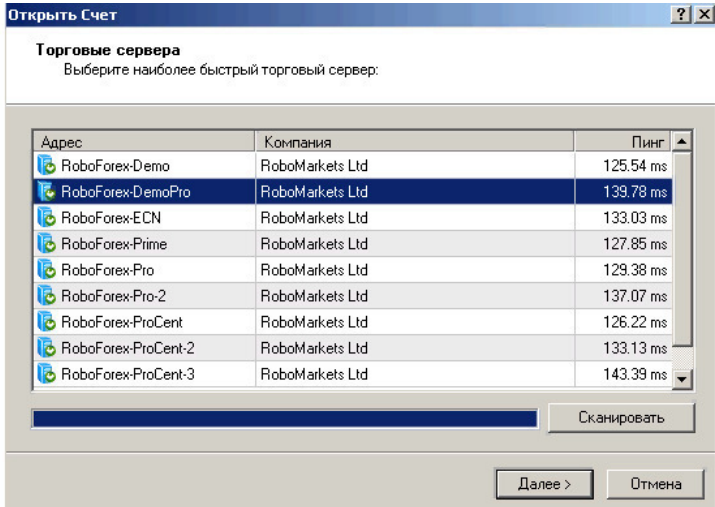 Открыть Счет
Торговые сервера
Выберите наиболее быстрый торговый сервер:
Адрес Компания Пинг
RoboForex-Demo RoboMarkets Ltd 125.54 ms
RoboForex-DemoPro RoboMarkets Ltd 139.78 ms
RoboForex-ECN RoboMarkets Ltd 133.03 ms
RoboForex-Prime RoboMarkets Ltd 127.85 ms
RoboForex-Pro RoboMarkets Ltd 129.38 ms
RoboForex-Pro-2 RoboMarkets Ltd 137.07 ms
RoboForex-ProCent RoboMarkets Ltd 126.22 ms
RoboForex-ProCent-2 RoboMarkets Ltd 133.13 ms
RoboForex-ProCent-3 RoboMarkets Ltd 143.39 ms
Сканировать
Далее > Отмена